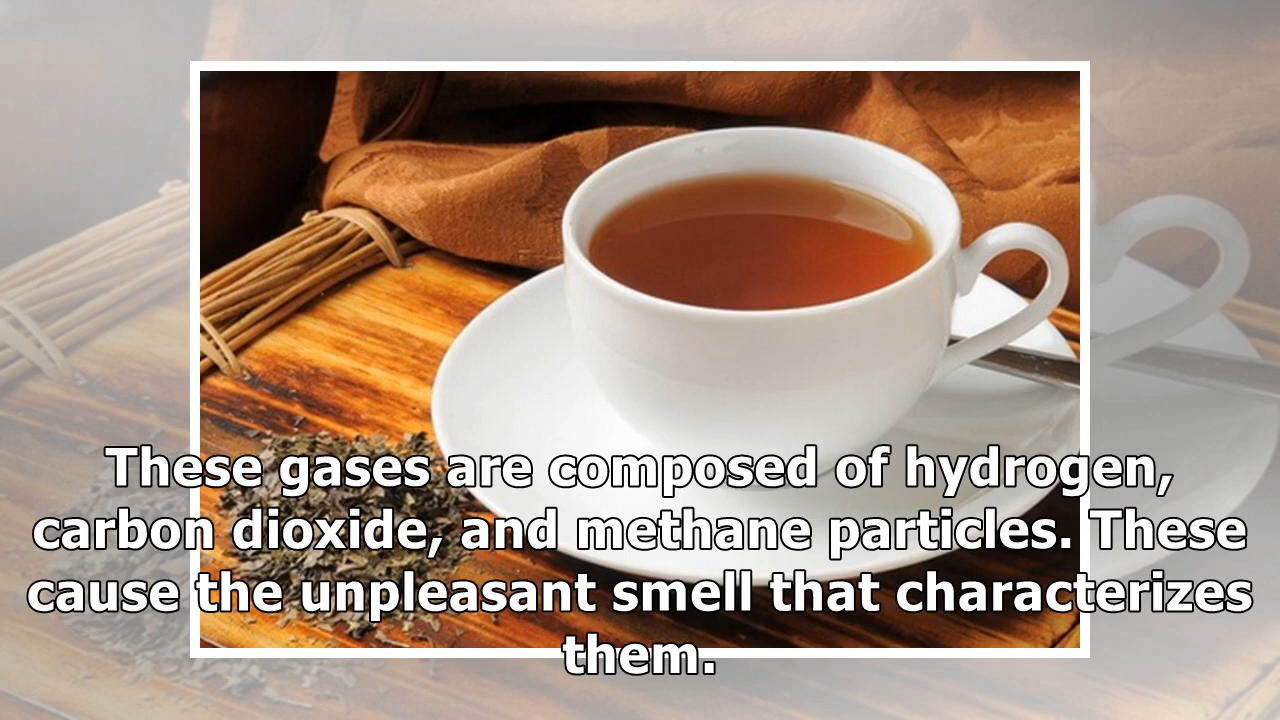 These gases are composed of hydrogen,
carbon dioxide, and methane particles. These
cause the unpleasant smell that characterizes
them.